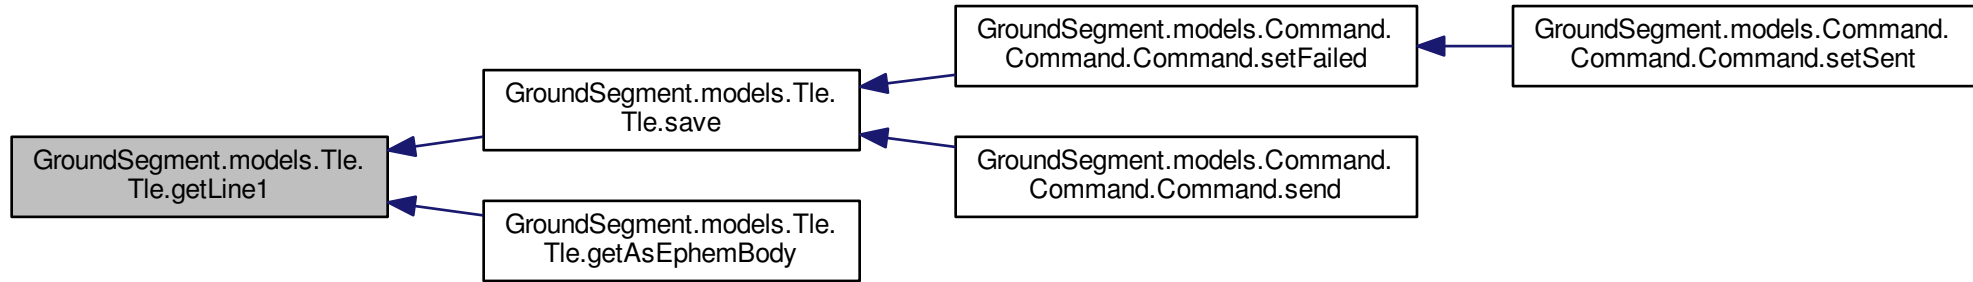 GroundSegment.models.Tle.
Tle.getLine1
GroundSegment.models.Tle.
Tle.save
GroundSegment.models.Tle.
Tle.getAsEphemBody
GroundSegment.models.Command.
Command.Command.setFailed
GroundSegment.models.Command.
Command.Command.send
GroundSegment.models.Command.
Command.Command.setSent